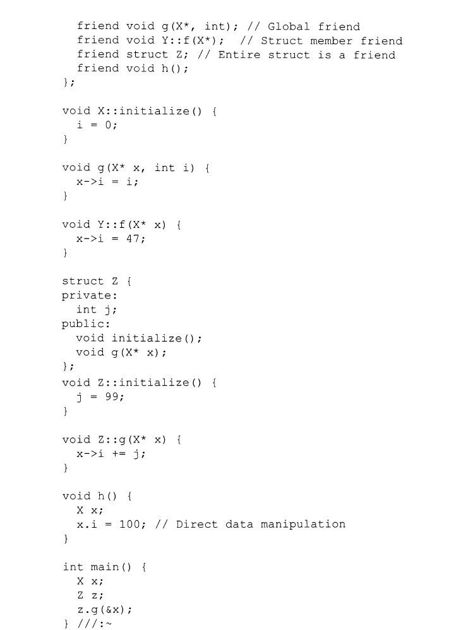 friend void g(X*, int); // Global friend
friend void Y::f(X*);  // Struct member friend
friend struct Z; // Entire struct is a friend
friend void h();
};
void X::initialize() {
i = 0;
}
void g(X* x, int i) {
x->i = i;
}
void Y::f(X* x) {
x->i = 47;
}
struct Z {
private:
int j;
public:
void initialize();
void g(X* x);
};
void Z::initialize() {
j = 99;
}
void Z::g(X* x) {
x->i += j;
}
void h() {
X x;
x.i = 100; // Direct data manipulation
}
int main() {
X x;
Z z;
z.g(&x);
} ///:~